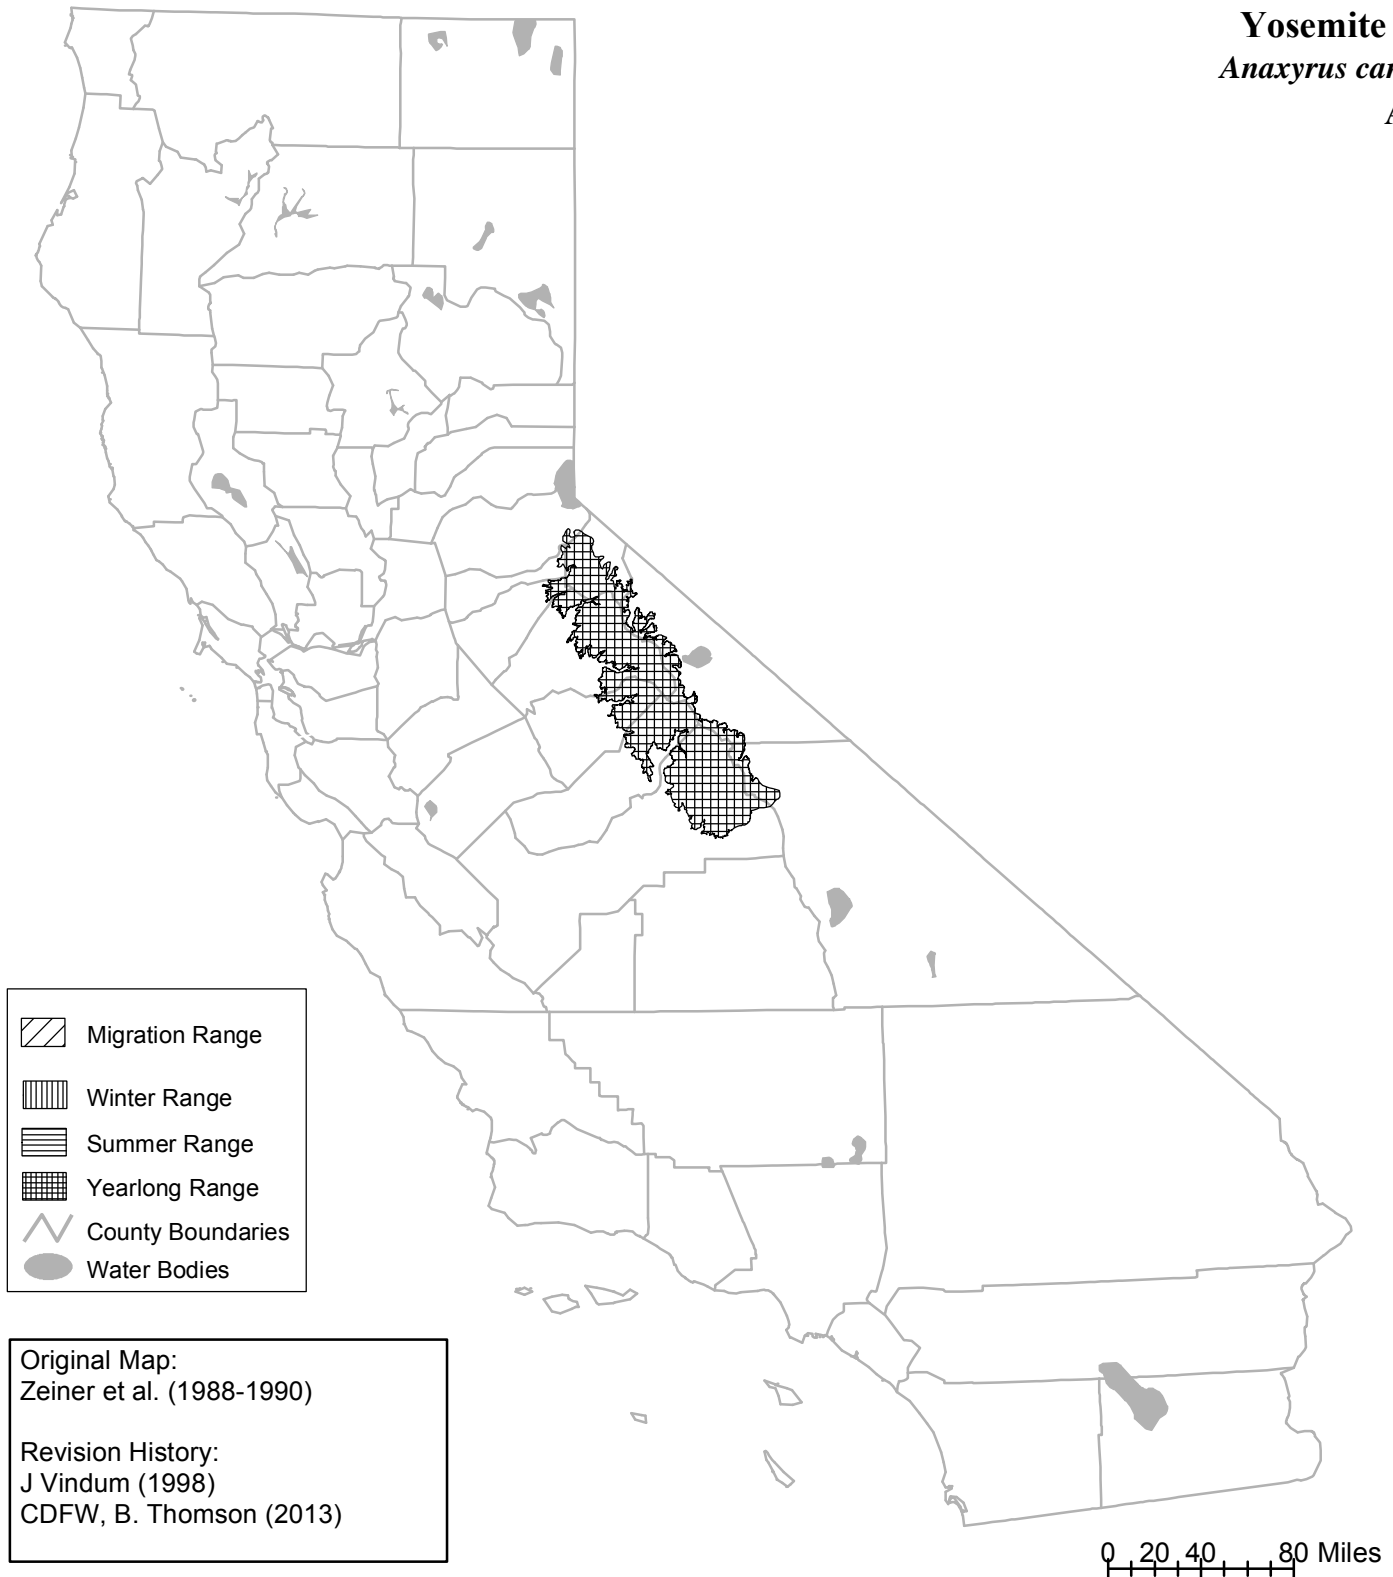 Yosemite
Anaxyrus
Migration Range
Winter Range
Summer Range
Yearlong Range
County Boundaries
Water Bodies
Original Map:
Zeiner et al. (1988-1990)
Revision History:
J Vindum (1998)
CDFW, B. Thomson (2013)
0 20 40 80 Miles